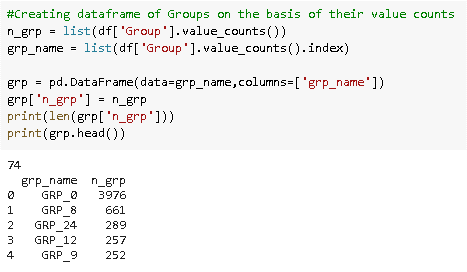 #Creating dataframe of Groups on the basis of their value counts
n_grp = list(df['Group'].value_counts())
grp_name = list(df['Group'].value_counts().index)
grp = pd.DataFrame(data=grp_name,columns=['grp_name'])
grp['n_grp'] = n_grp
print(len(grp['n_grp']))
print(grp.head())
74
grp_name n_grp
0 GRP_0 3976
1 GRP_8 661
2 GRP_24 289
3 GRP_12 257
4 GRP_9 252